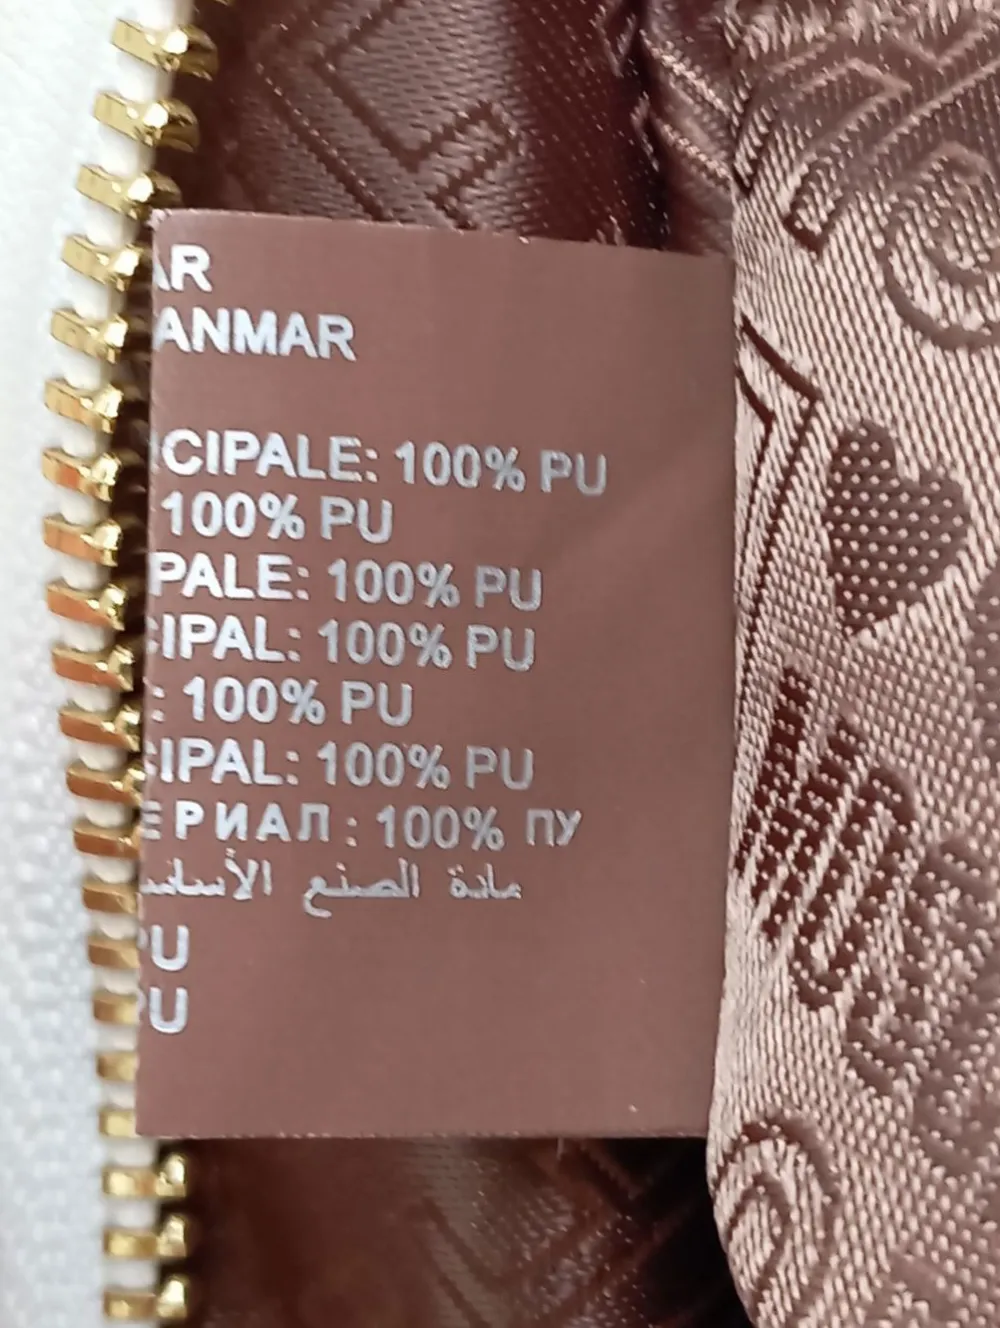 AR
ANMAR
CIPALE: 100% PU
100% PU
PALE: 100% PU
CIPAL: 100% PU
: 100% PU
CIPAL: 100% PU
ЕРИАЛ: 100% ПУ
مادة الصنع الأساس
PU
PU